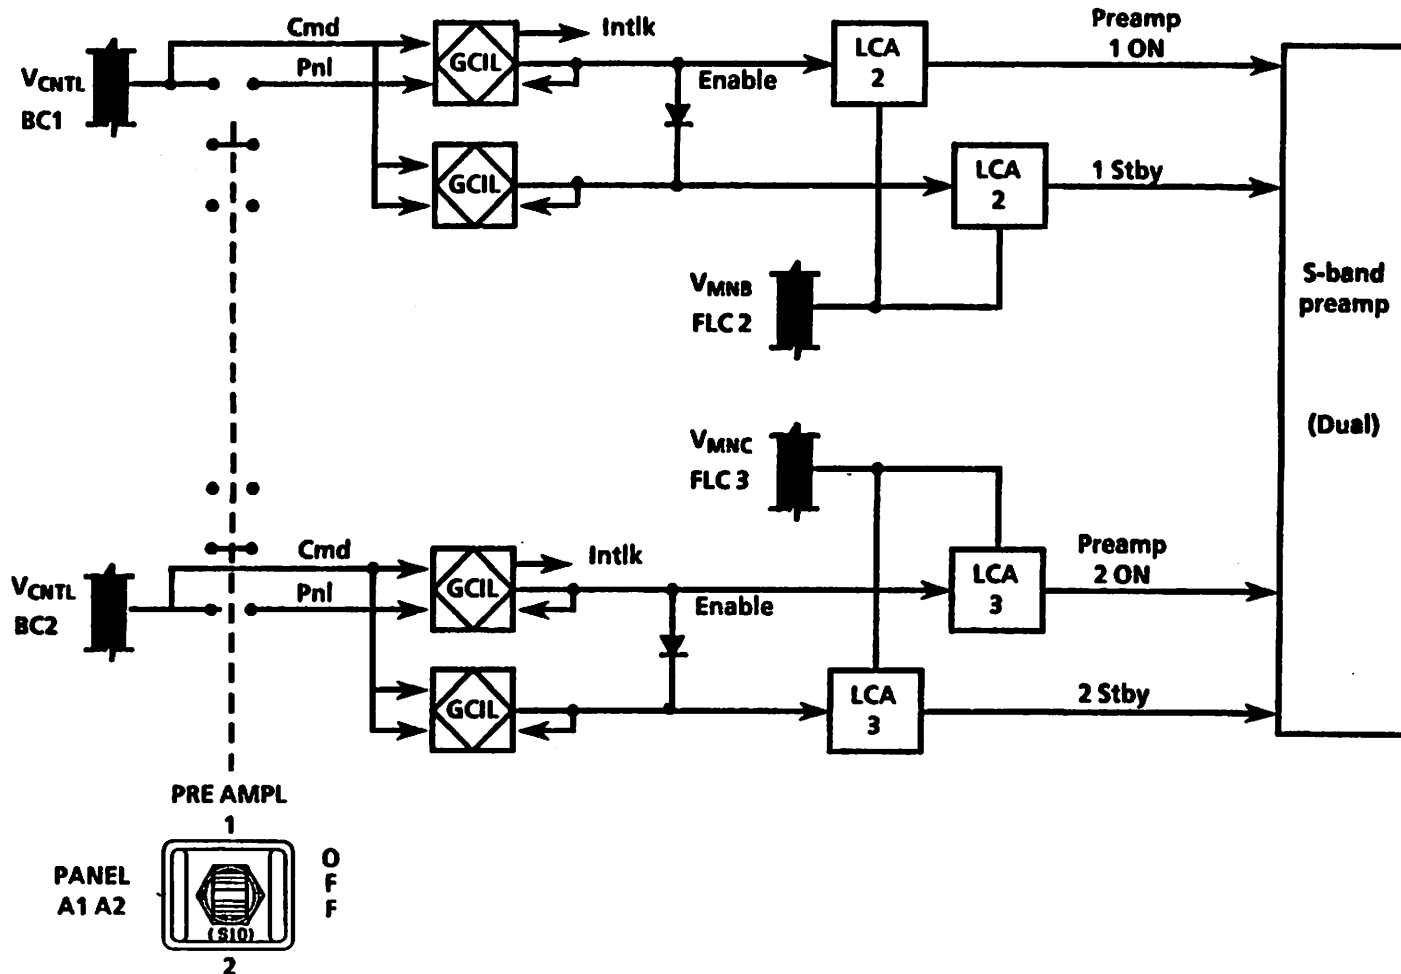 Cmd
Pnl
VCNTL
BC1
GCIL
Intlk
Enable
LCA
2
Preamp
1 ON
GCIL
LCA
2
1 Stby
VMNB
FLC 2
S-band
preamp
(Dual)
VMNC
FLC 3
Cmd
Pnl
VCNTL
BC2
GCIL
Intlk
Enable
LCA
3
Preamp
2 ON
GCIL
LCA
3
2 Stby
PRE AMPL
1
PANEL
A1 A2
O
F
F
(S10)
2